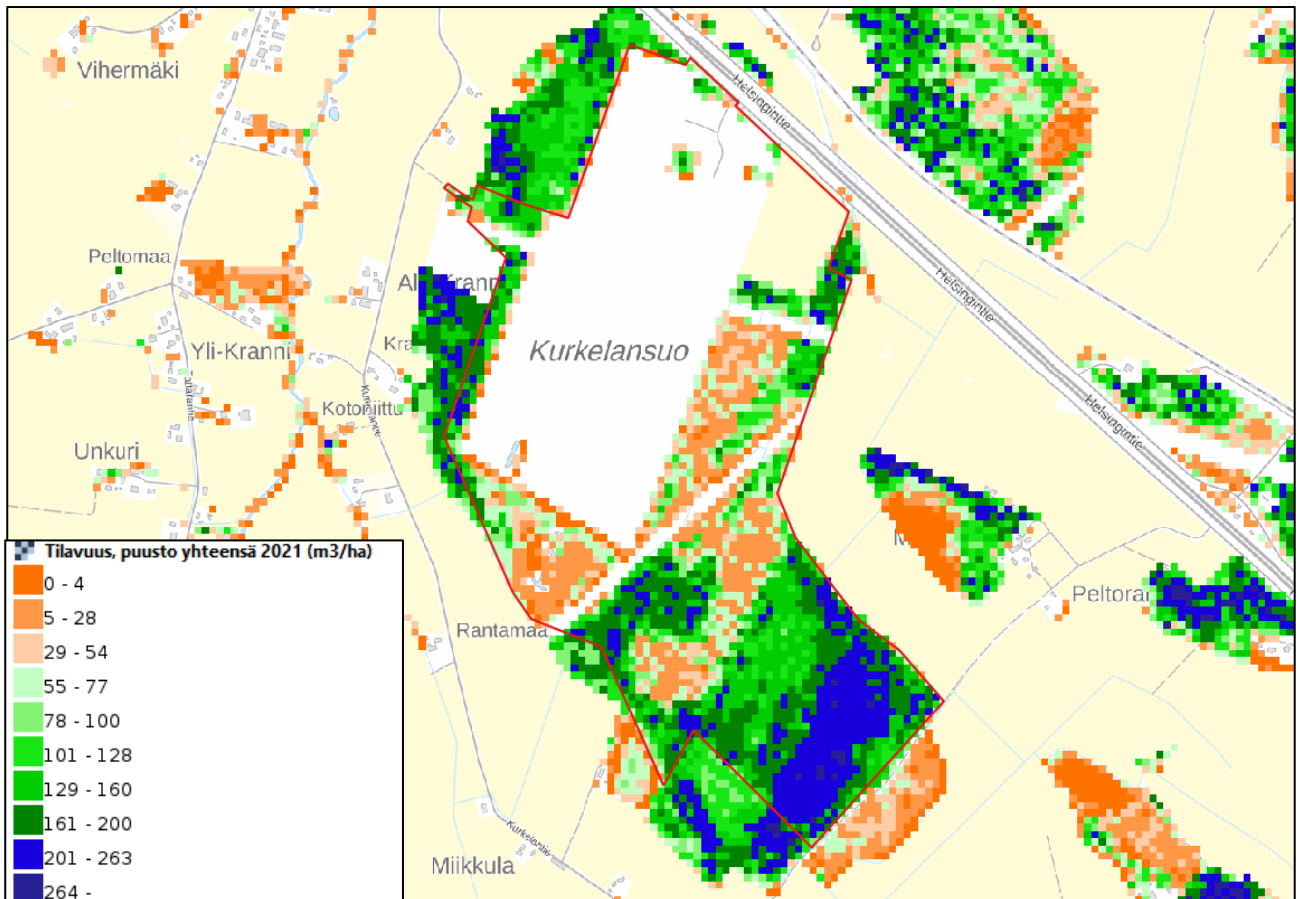 Vihermäki
Helsingintie
Peltomaa
Helsingintie
Yli-Kranni
Kurkelansuo
Kotoniittu
Kurkelantie
Helsingintie
Unkuri
Peltorar
Rantamaa
Kurkelantie
Miikkula
Tilavuus, puusto yhteensä 2021 (m3/ha)
0 - 4
5 - 28
29 - 54
55 - 77
78 - 100
101 - 128
129 - 160
161 - 200
201 - 263
264 -